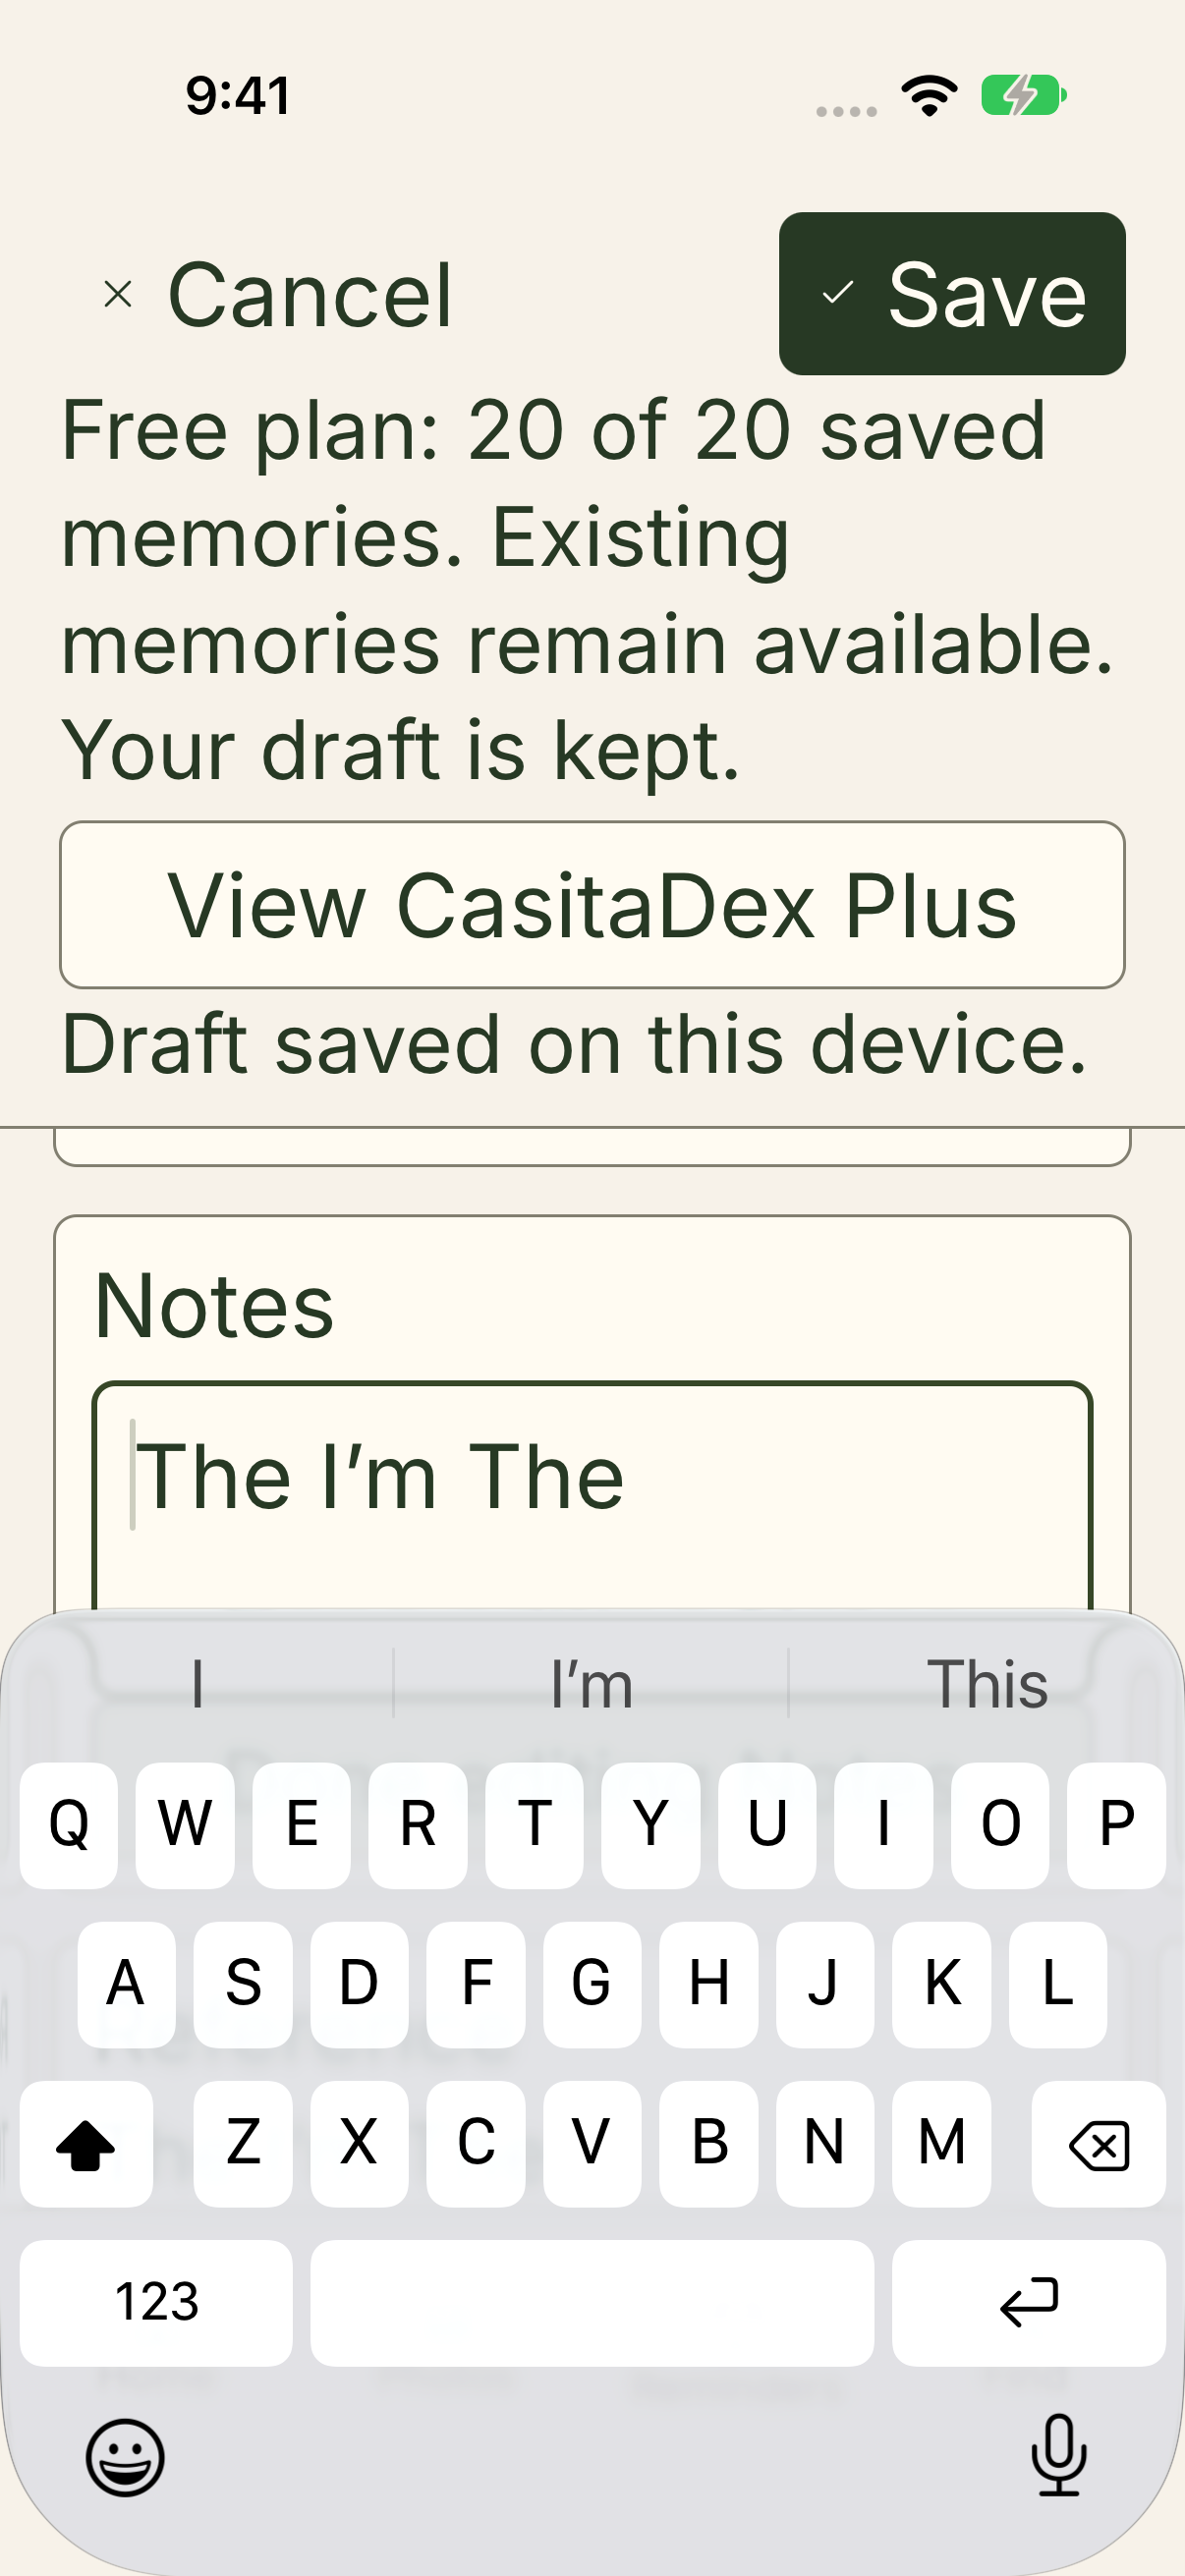 9:41
Cancel
Save
Free plan: 20 of 20 saved
memories. Existing
memories remain available.
Your draft is kept.
View CasitaDex Plus
Draft saved on this device.
Notes
The I’m The
I I’m This
Q W E R T Y U I O P
A S D F G H J K L
Z X C V B N M
123